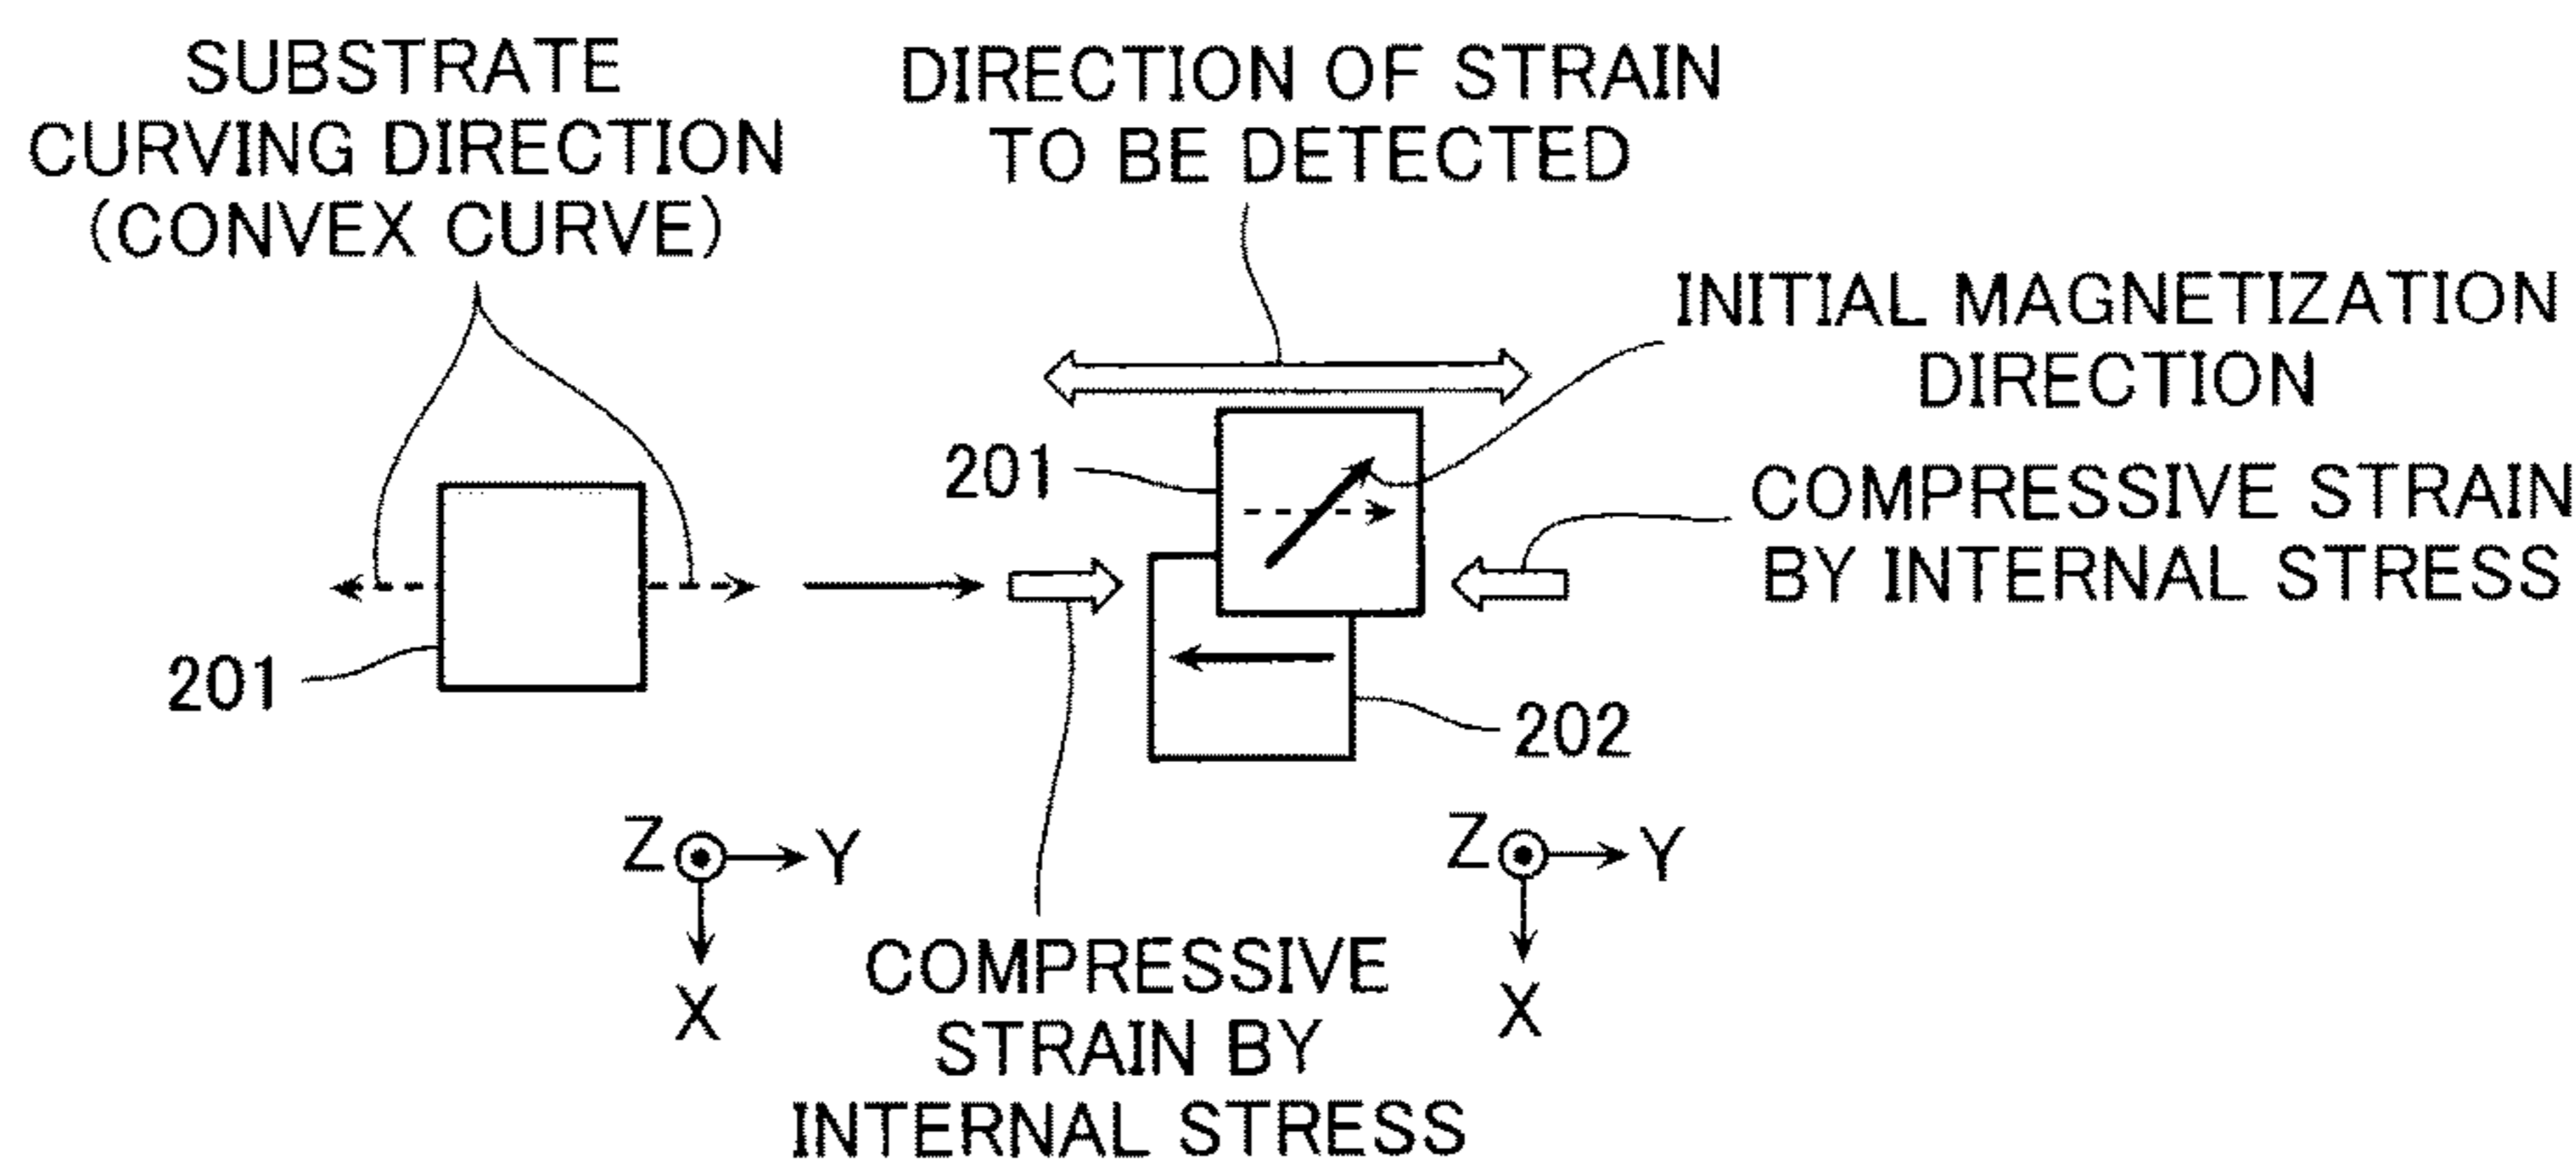 SUBSTRATE
CURVING DIRECTION
(CONVEX CURVE)
DIRECTION OF STRAIN
TO BE DETECTED
INITIAL MAGNETIZATION
DIRECTION
201
COMPRESSIVE STRAIN
BY INTERNAL STRESS
201
202
Z
Y
X
Z
Y
X
COMPRESSIVE
STRAIN BY
INTERNAL STRESS